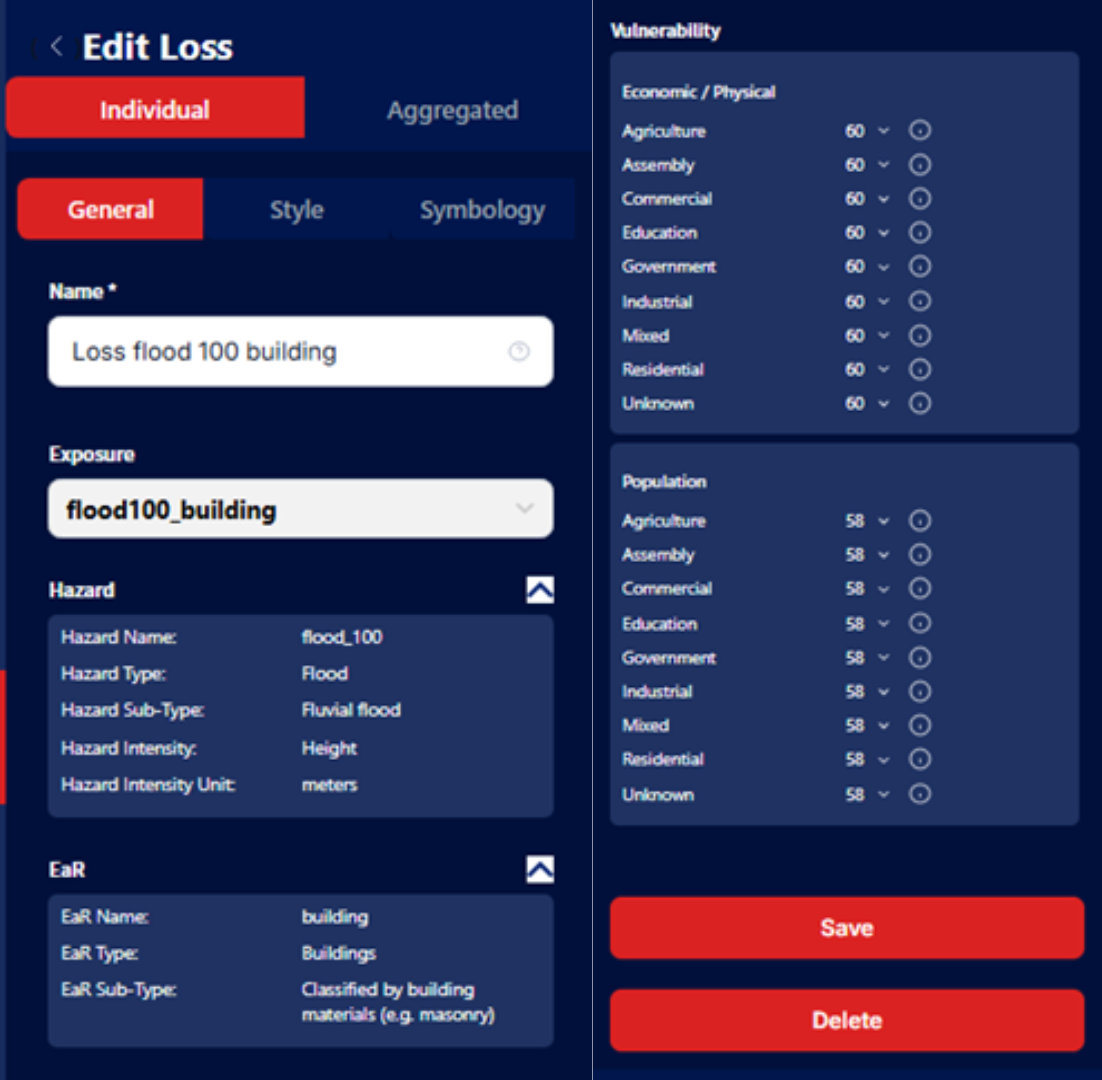 Edit Loss
Individual Aggregated
General Style Symbology
Name *
Loss flood 100 building
Exposure
flood100_building
Hazard
Hazard Name: flood_100
Hazard Type: Flood
Hazard Sub-Type: Fluvial flood
Hazard Intensity: Height
Hazard Intensity Unit: meters
EaR
EaR Name: building
EaR Type: Buildings
EaR Sub-Type: Classified by building
materials (e.g. masonry)
Vulnerability
Economic / Physical
Agriculture 60
Assembly 60
Commercial 60
Education 60
Government 60
Industrial 60
Mixed 60
Residential 60
Unknown 60
Population
Agriculture 58
Assembly 58
Commercial 58
Education 58
Government 58
Industrial 58
Mixed 58
Residential 58
Unknown 58
Save
Delete